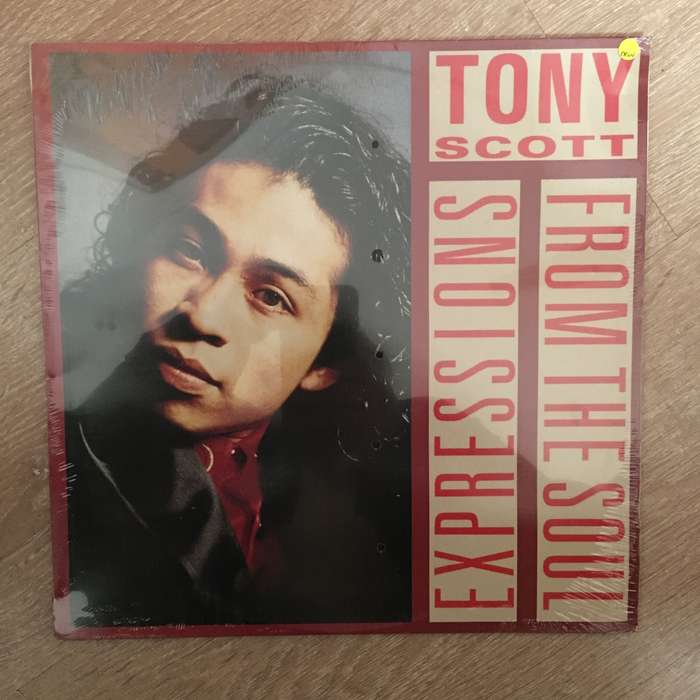 TONY
SCOTT
EXPRESSIONS
FROM THE SOUL